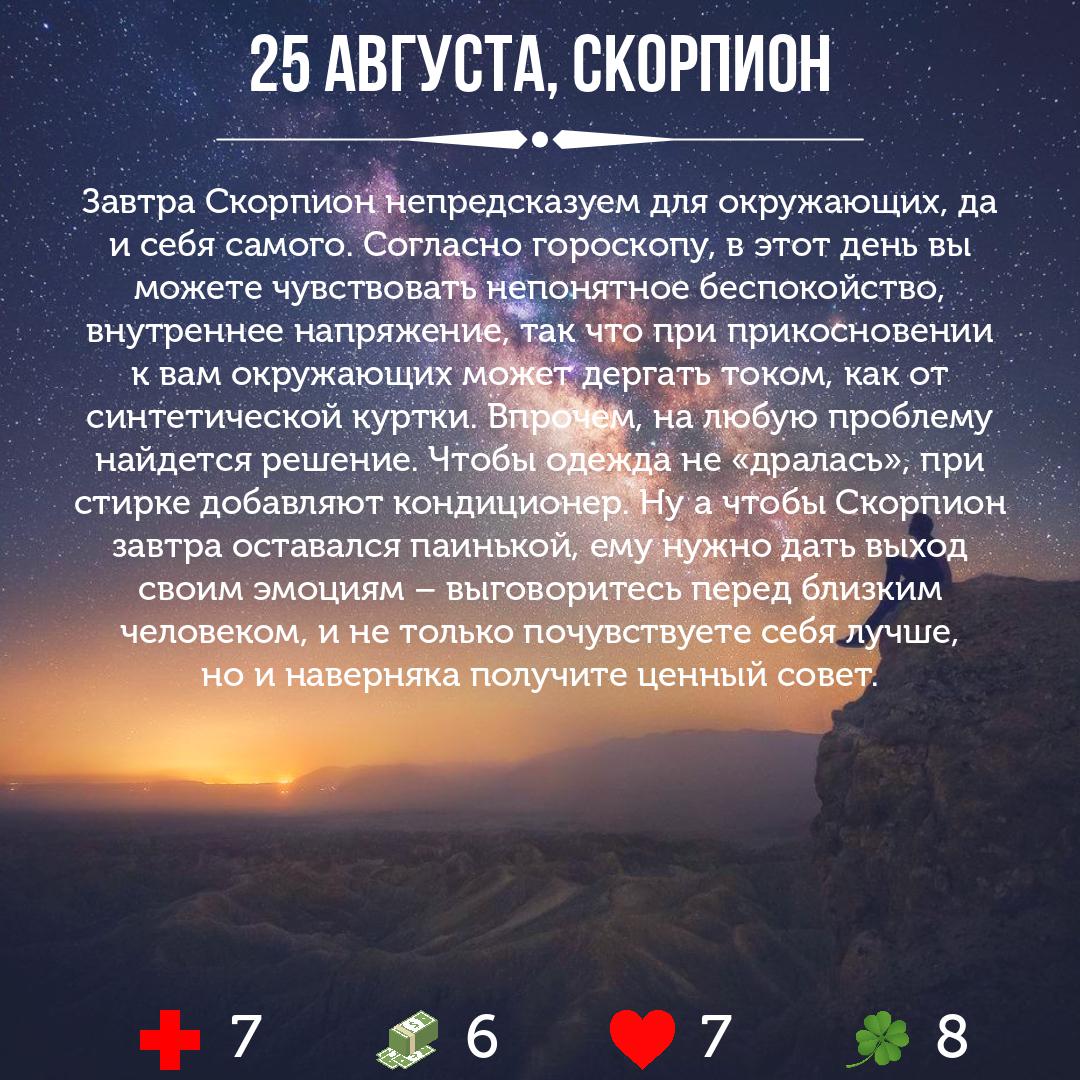 25 АВГУСТА, СКОРПИОН
Завтра Скорпион непредсказуем для окружающих, да
и себя самого. Согласно гороскопу, в этот день вы
можете чувствовать непонятное беспокойство,
внутреннее напряжение, так что при прикосновении
к вам окружающих может дергать током, как от
синтетической куртки. Впрочем, на любую проблему
найдется решение. Чтобы одежда не «дралась», при
стирке добавляют кондиционер. Ну а чтобы Скорпион
завтра оставался паинькой, ему нужно дать выход
своим эмоциям – выговоритесь перед близким
человеком, и не только почувствуете себя лучше,
но и наверняка получите ценный совет.
7 6 7 8